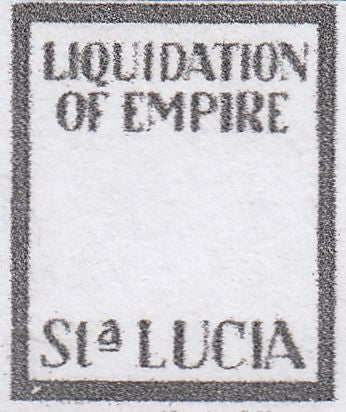 LIQUIDATION
OF EMPIRE
Sta LUCIA